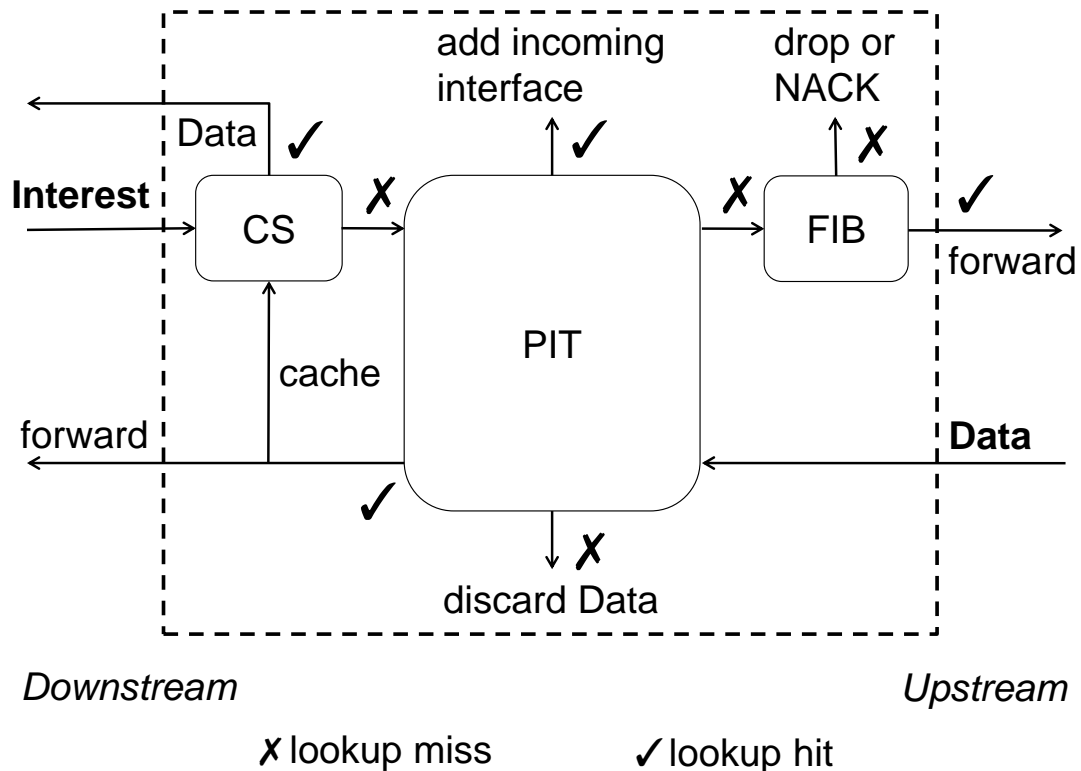 add incoming
interface
drop or
NACK
Data
✓
✓
✗
Interest
✗
✗
✓
CS
FIB
forward
PIT
cache
forward
Data
✓
✗
discard Data
Downstream
Upstream
✗ lookup miss
✓ lookup hit